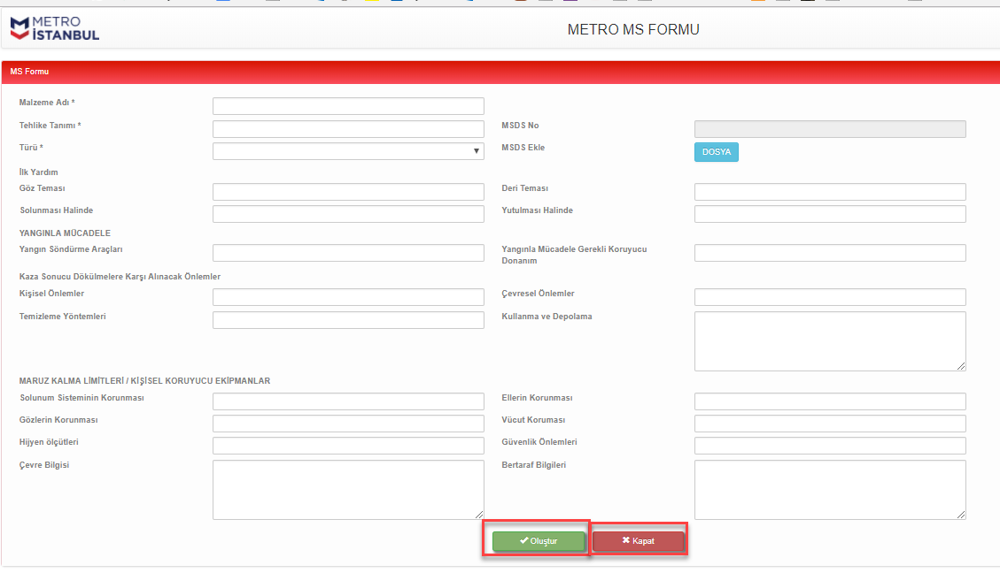 METRO
İSTANBUL
METRO MS FORMU
MS Formu
Malzeme Adı *
Tehlike Tanımı *
MSDS No
Türü *
MSDS Ekle
DOSYA
İlk Yardım
Göz Teması
Deri Teması
Solunması Halinde
Yutulması Halinde
YANGINLA MÜCADELE
Yangın Söndürme Araçları
Yangınla Mücadele Gerekli Koruyucu
Donanım
Kaza Sonucu Dökülmelere Karşı Alınacak Önlemler
Kişisel Önlemler
Çevresel Önlemler
Temizleme Yöntemleri
Kullanma ve Depolama
MARUZ KALMA LİMİTLERİ / KİŞİSEL KORUYUCU EKİPMANLAR
Solunum Sisteminin Korunması
Ellerin Korunması
Gözlerin Korunması
Vücut Koruması
Hijyen ölçütleri
Güvenlik Önlemleri
Çevre Bilgisi
Bertaraf Bilgileri
Oluştur
Kapat